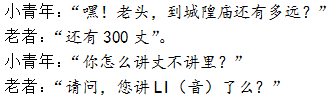 小青年：“嘿！老头，到城隍庙还有多远？”
老者：“还有 300 丈”。
小青年：“你怎么讲丈不讲里？”
老者：“请问，您讲 LI（音）了么？”